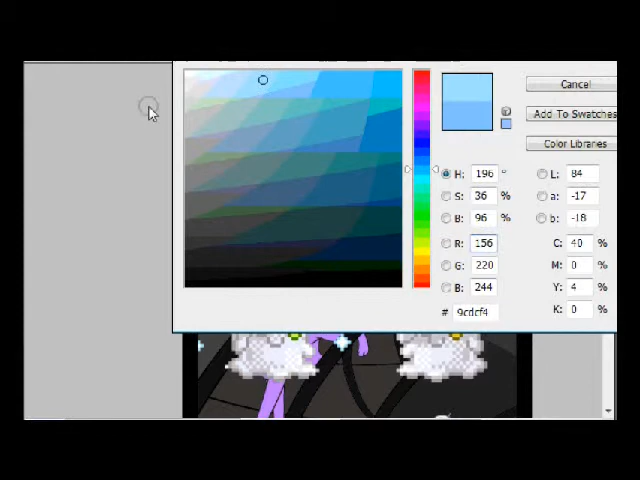 Cancel
Add To Swatches
Color Libraries
H: 196 ° L: 84
S: 36 % a: -17
B: 96 % b: -18
R: 156 C: 40 %
G: 220 M: 0 %
B: 244 Y: 4 %
# 9cdcf4 K: 0 %